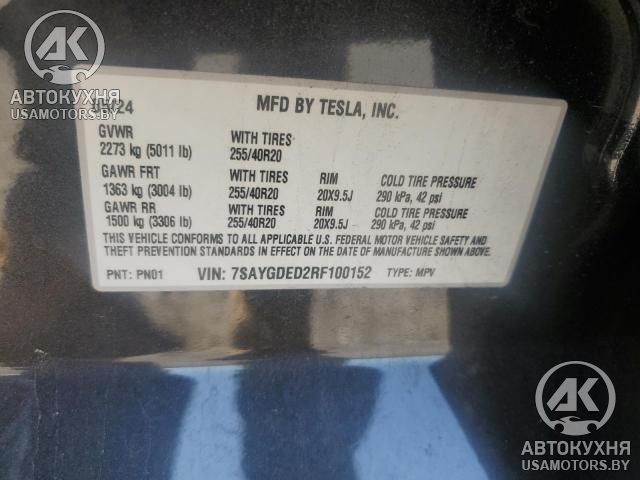 АК
АВТОКУХНЯ
USAMOTORS.BY
MFD BY TESLA, INC.
GVWR
2273 kg (5011 lb) WITH TIRES 255/40R20
GAWR FRT
1363 kg (3004 lb) WITH TIRES 255/40R20 RIM 20X9.5J COLD TIRE PRESSURE 290 kPa, 42 psi
GAWR RR
1500 kg (3306 lb) WITH TIRES 255/40R20 RIM 20X9.5J COLD TIRE PRESSURE 290 kPa, 42 psi
THIS VEHICLE CONFORMS TO ALL APPLICABLE U.S. FEDERAL MOTOR VEHICLE SAFETY AND
THEFT PREVENTION STANDARDS IN EFFECT ON THE DATE OF MANUFACTURE SHOWN ABOVE.
PNT: PN01 VIN: 7SAYGDED2RF100152 TYPE: MPV
АК
АВТОКУХНЯ
USAMOTORS.BY